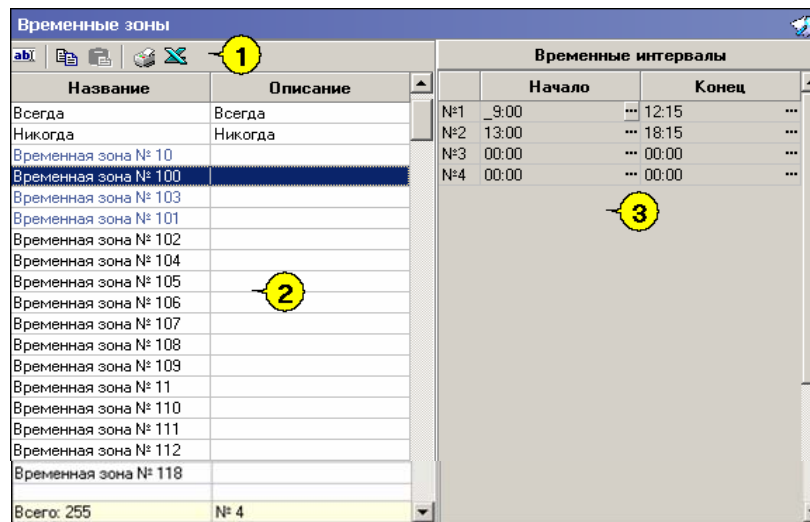 Временные зоны
abI
1
Временные интервалы
Название Описание
Начало Конец
Всегда Всегда
Никогда Никогда
Временная зона № 10
Временная зона № 100
Временная зона № 103
Временная зона № 101
Временная зона № 102
Временная зона № 104
Временная зона № 105
Временная зона № 106
Временная зона № 107
Временная зона № 108
Временная зона № 109
Временная зона № 11
Временная зона № 110
Временная зона № 111
Временная зона № 112
Временная зона № 118
Всего: 255 № 4
2
№1 _9:00 ... 12:15 ...
№2 13:00 ... 18:15 ...
№3 00:00 ... 00:00 ...
№4 00:00 ... 00:00 ...
3